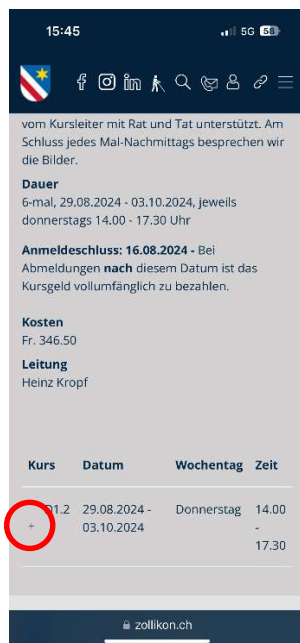 15:45
5G 58
vom Kursleiter mit Rat und Tat unterstützt. Am
Schluss jedes Mal-Nachmittags besprechen wir
die Bilder.
Dauer
6-mal, 29.08.2024 - 03.10.2024, jeweils
donnerstags 14.00 - 17.30 Uhr
Anmeldeschluss: 16.08.2024 - Bei
Abmeldungen nach diesem Datum ist das
Kursgeld vollumfänglich zu bezahlen.
Kosten
Fr. 346.50
Leitung
Heinz Kropf
Kurs Datum Wochentag Zeit
1.2 29.08.2024 - Donnerstag 14.00
+ 03.10.2024 -
17.30
zollikon.ch